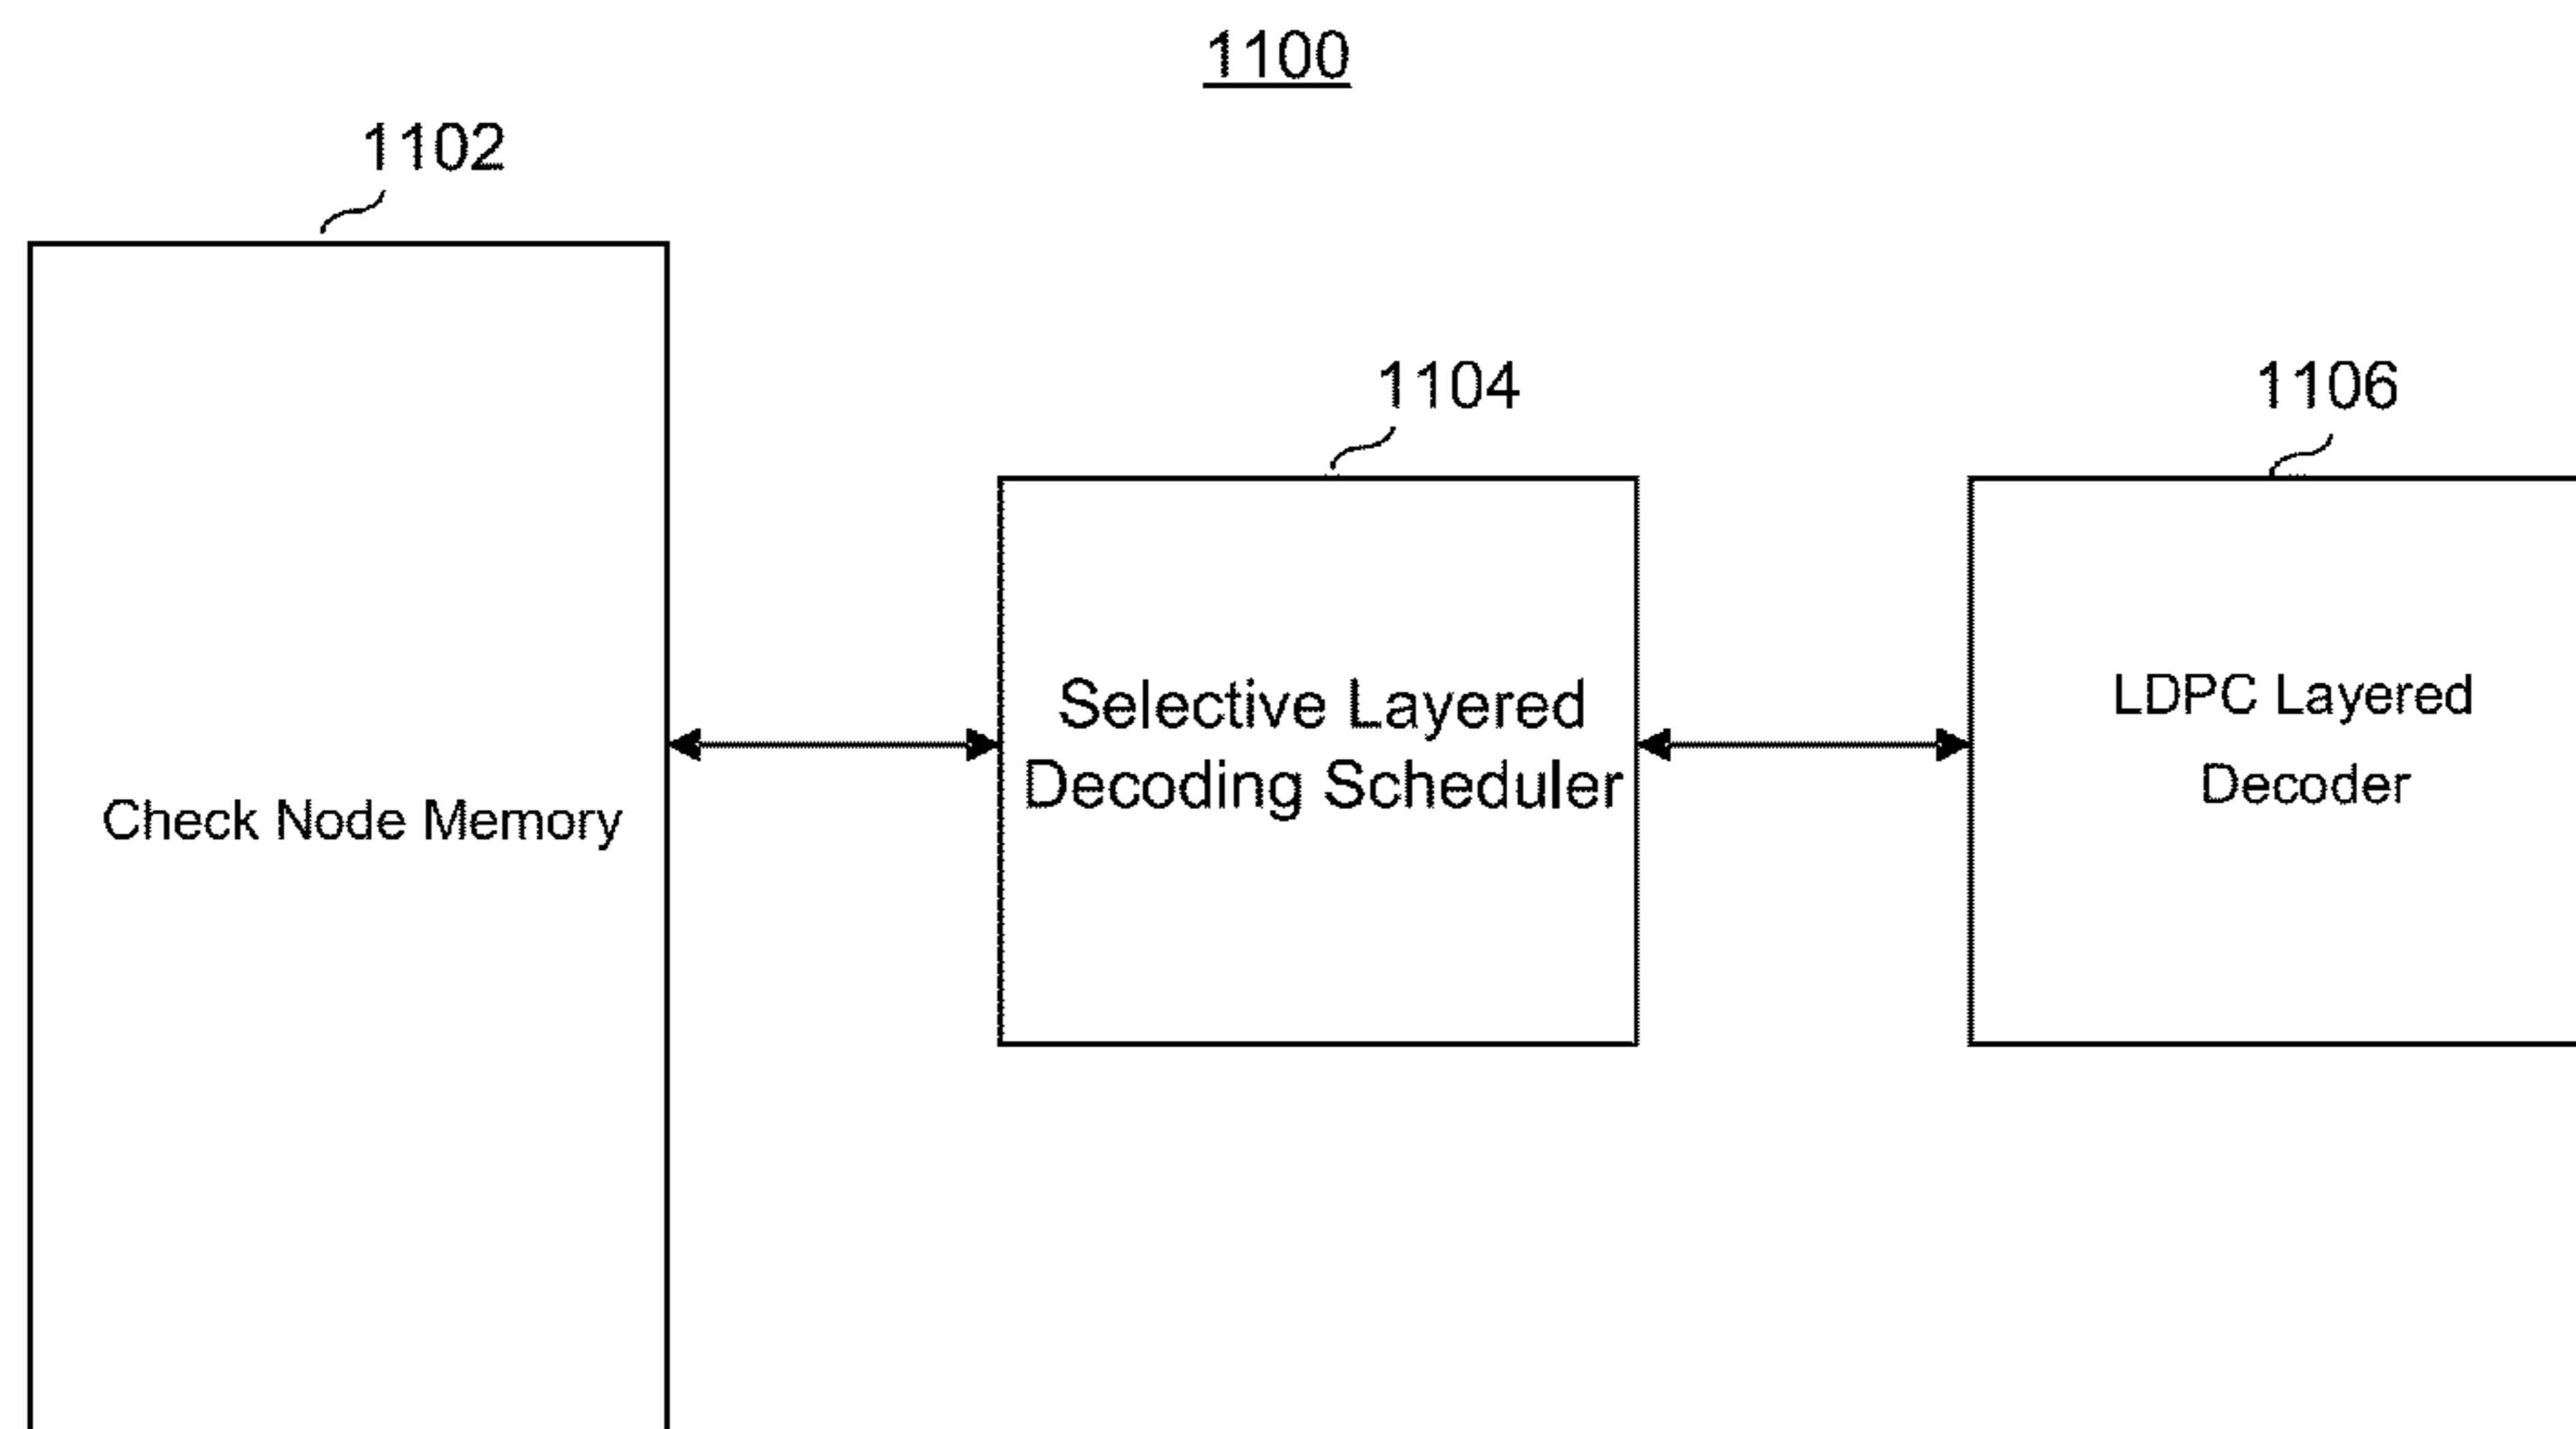 1100
1102
1104
1106
Check Node Memory
Selective Layered
Decoding Scheduler
LDPC Layered
Decoder